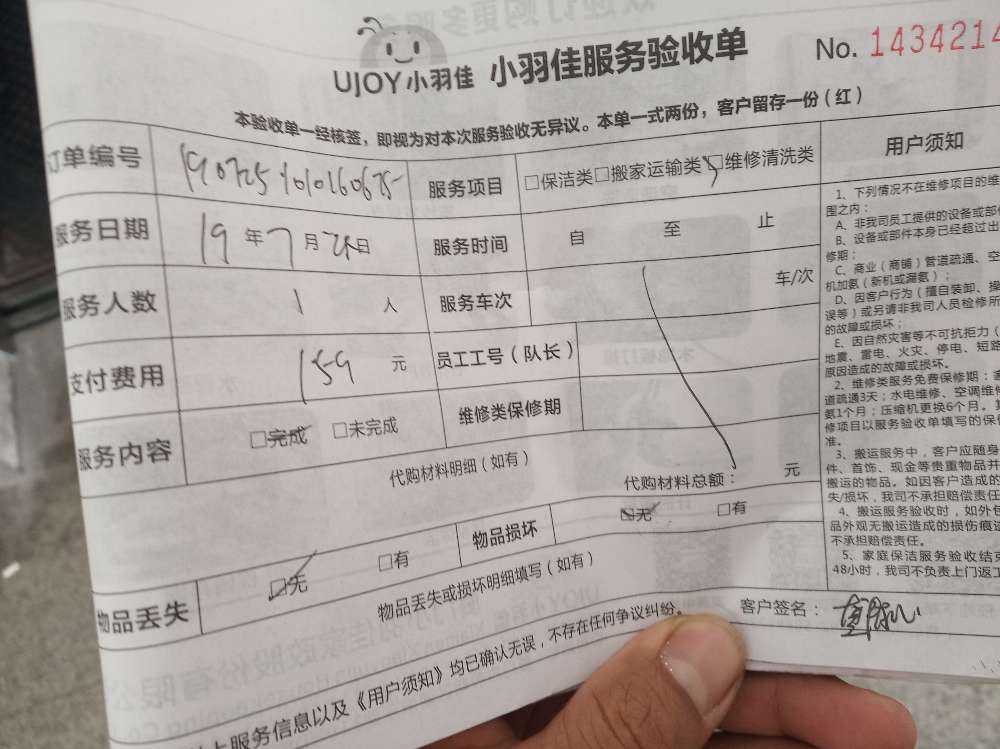 UJOY小羽佳 小羽佳服务验收单 No. 1434214
本验收单一经核签，即视为对本次服务验收无异议。本单一式两份，客户留存一份（红）
订单编号 服务项目 □保洁类□搬家运输类□维修清洗类
服务日期 19年7月 日 服务时间 自 至 止
服务人数 1 人 服务车次 车/次
支付费用 159 元 员工工号（队长）
服务内容 □完成 □未完成 维修类保修期
代购材料明细（如有） 代购材料总额： 元
物品丢失 □无 □有 物品损坏 □无 □有
物品丢失或损坏明细填写（如有）
上服务信息以及《用户须知》均已确认无误，不存在任何争议纠纷。
客户签名：
用户须知
1、下列情况不在维修项目的维
围之内：
A、非我司员工提供的设备或部件
B、设备或部件本身已经超过出
修期；
C、商业（商铺）管道疏通、空
机加氨（新机或漏氨）；
D、因客户行为（擅自装卸、操
误等）或另请非我司人员检修所
的故障或损坏；
E、因自然灾害等不可抗拒力（
地震、雷电、火灾、停电、短路
原因造成的故障或损坏。
2、维修类服务免费保修期：家
道疏通3天；水电维修、空调维修
氨1个月；压缩机更换6个月。其
修项目以服务验收单填写的保修
准。
3、搬运服务中，客户应随身
件、首饰、现金等贵重物品并
搬运的物品。如因客户造成的
失/损坏，我司不承担赔偿责任
4、搬运服务验收时，如外包
品外观无搬运造成的损伤痕迹
不承担赔偿责任。
5、家庭保洁服务验收结束
48小时，我司不负责上门返工